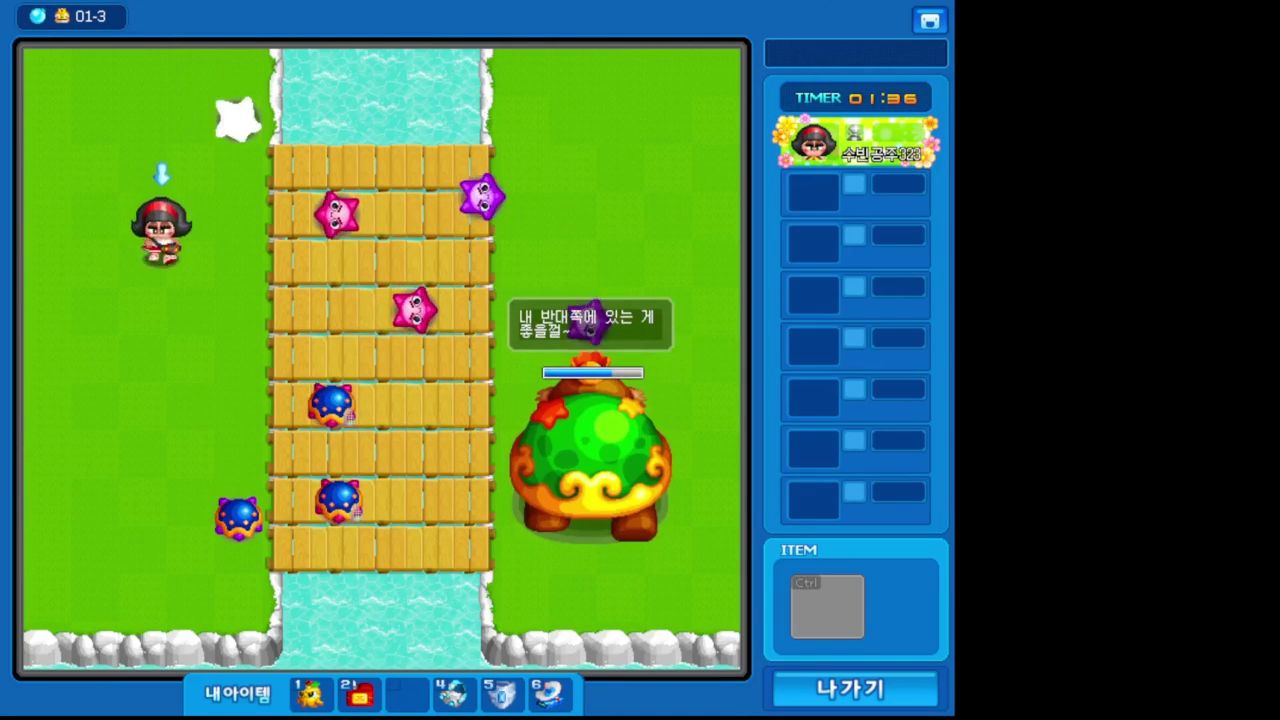 01-3
TIMER 01:36
수빈공주323
내 반대쪽에 있는 게
좋을껄~
ITEM
Ctrl
내아이템
1
2
4
5
6
나가기